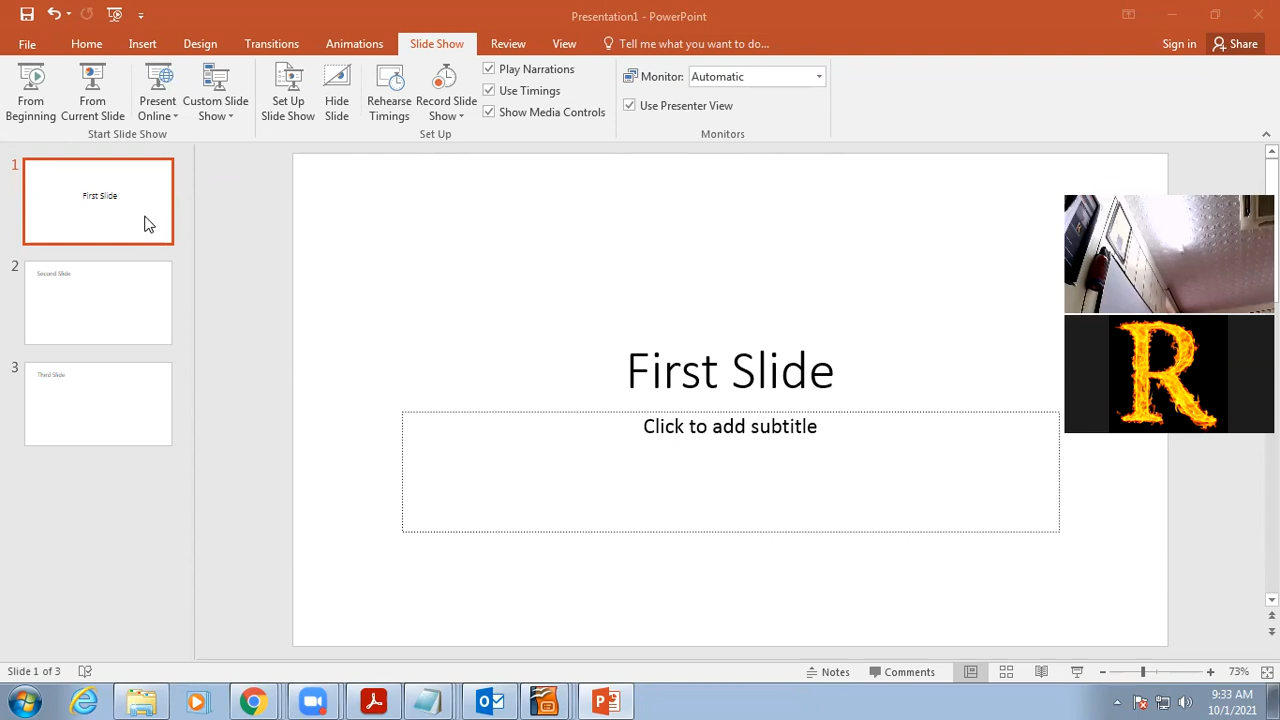 Presentation1 - PowerPoint
File Home Insert Design Transitions Animations Slide Show Review View Tell me what you want to do... Sign in Share
From Beginning
From Current Slide
Present Online
Custom Slide Show
Start Slide Show
Set Up Slide Show
Hide Slide
Rehearse Timings
Record Slide Show
Play Narrations
Use Timings
Show Media Controls
Set Up
Monitor: Automatic
Use Presenter View
Monitors
1
First Slide
2
Second Slide
3
Third Slide
First Slide
Click to add subtitle
R
Slide 1 of 3 Notes Comments 73%
9:33 AM
10/1/2021